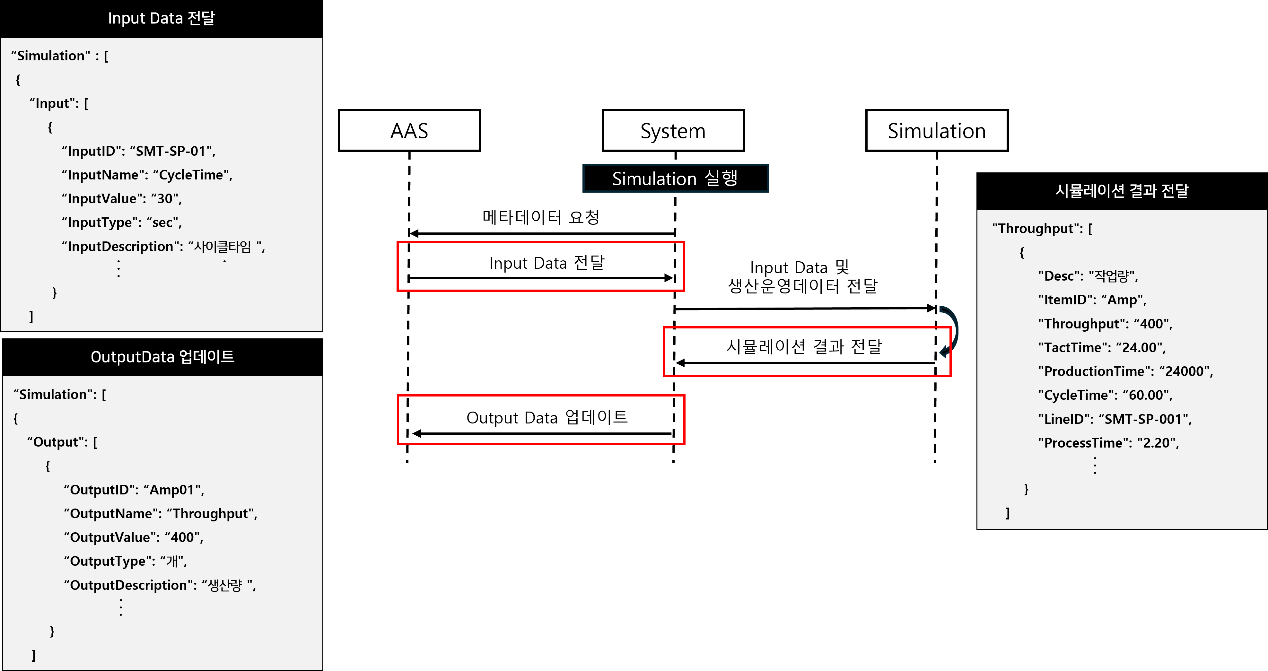 Input Data 전달
“Simulation" : [
{
“Input": [
{
“InputID": “SMT-SP-01",
“InputName": “CycleTime",
“InputValue": “30",
“InputType": “sec",
“InputDescription": “사이클타임 ",
⋮
}
]
OutputData 업데이트
“Simulation": [
{
“Output": [
{
“OutputID": “Amp01",
“OutputName": “Throughput",
“OutputValue": “400",
“OutputType": “개",
“OutputDescription": “생산량 ",
⋮
}
]
AAS
System
Simulation
Simulation 실행
메타데이터 요청
Input Data 전달
Input Data 및
생산운영데이터 전달
시뮬레이션 결과 전달
Output Data 업데이트
시뮬레이션 결과 전달
"Throughput": [
{
"Desc": "작업량",
"ItemID": “Amp",
"Throughput": “400",
"TactTime": “24.00",
"ProductionTime": “24000",
"CycleTime": “60.00",
"LineID": “SMT-SP-001",
"ProcessTime": "2.20",
⋮
}
]